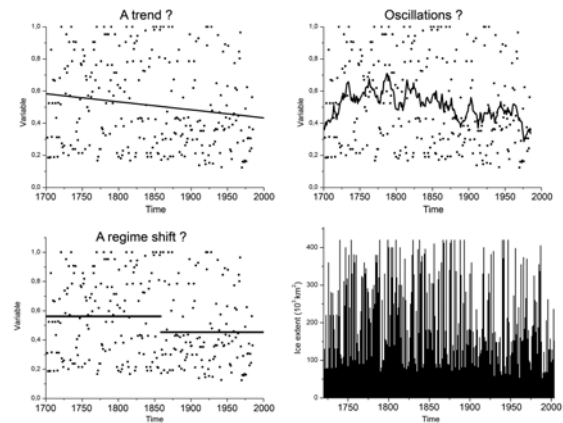 A trend ?
1,0
0,8
0,6
0,4
0,2
0,0
Variable
1700 1750 1800 1850 1900 1950 2000
Time
Oscillations ?
1,0
0,8
0,6
0,4
0,2
0,0
Variable
1700 1750 1800 1850 1900 1950 2000
Time
A regime shift ?
1,0
0,8
0,6
0,4
0,2
0,0
Variable
1700 1750 1800 1850 1900 1950 2000
Time
400
300
200
100
0
Ice extent (10³ km²)
1750 1800 1850 1900 1950 2000
Time